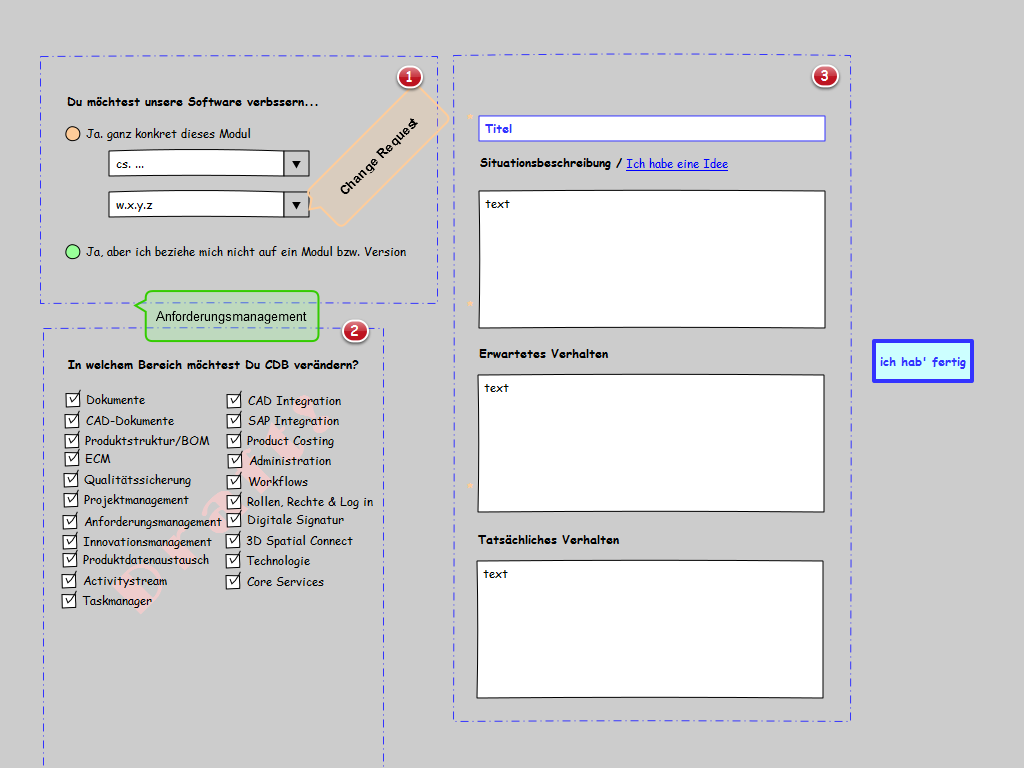 1
Du möchtest unsere Software verbssern...
Ja. ganz konkret dieses Modul
cs. ...
w.x.y.z
Change Request
Ja, aber ich beziehe mich nicht auf ein Modul bzw. Version
Anforderungsmanagement
2
In welchem Bereich möchtest Du CDB verändern?
Dokumente
CAD-Dokumente
Produktstruktur/BOM
ECM
Qualitätssicherung
Projektmanagement
Anforderungsmanagement
Innovationsmanagement
Produktdatenaustausch
Activitystream
Taskmanager
CAD Integration
SAP Integration
Product Costing
Administration
Workflows
Rollen, Rechte & Log in
Digitale Signatur
3D Spatial Connect
Technologie
Core Services
Draft
3
Titel
Situationsbeschreibung / Ich habe eine Idee
text
Erwartetes Verhalten
text
Tatsächliches Verhalten
text
ich hab' fertig